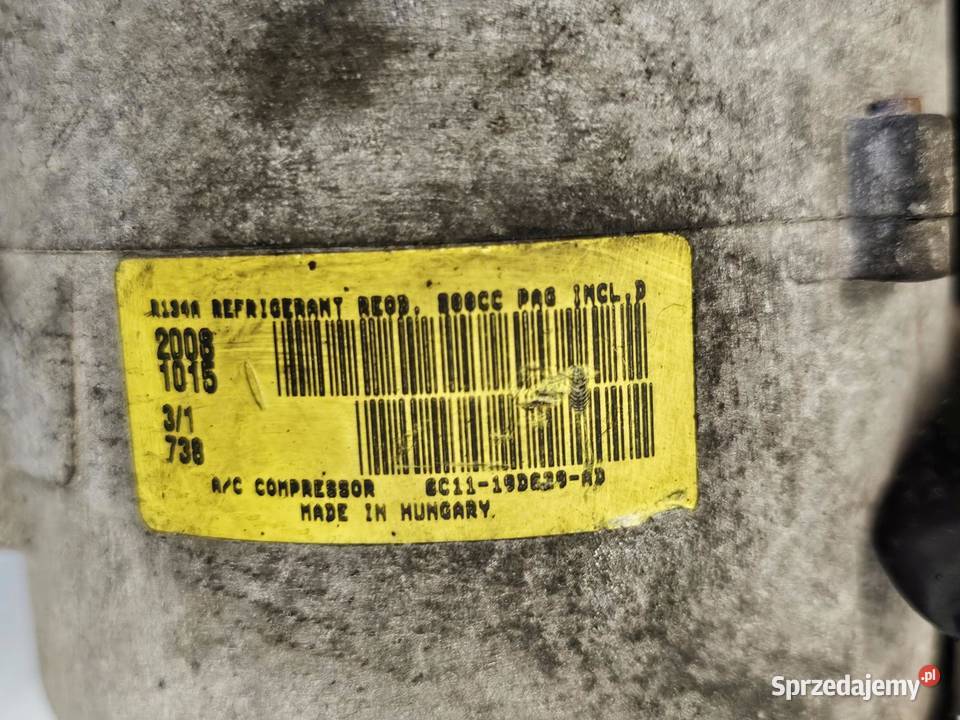 R134A REFRIGERANT REQD. 200CC PAG INCL.D
2008
1015
3/1
738
A/C COMPRESSOR 6C11-19D629-AD
MADE IN HUNGARY.
Sprzedajemy.pl